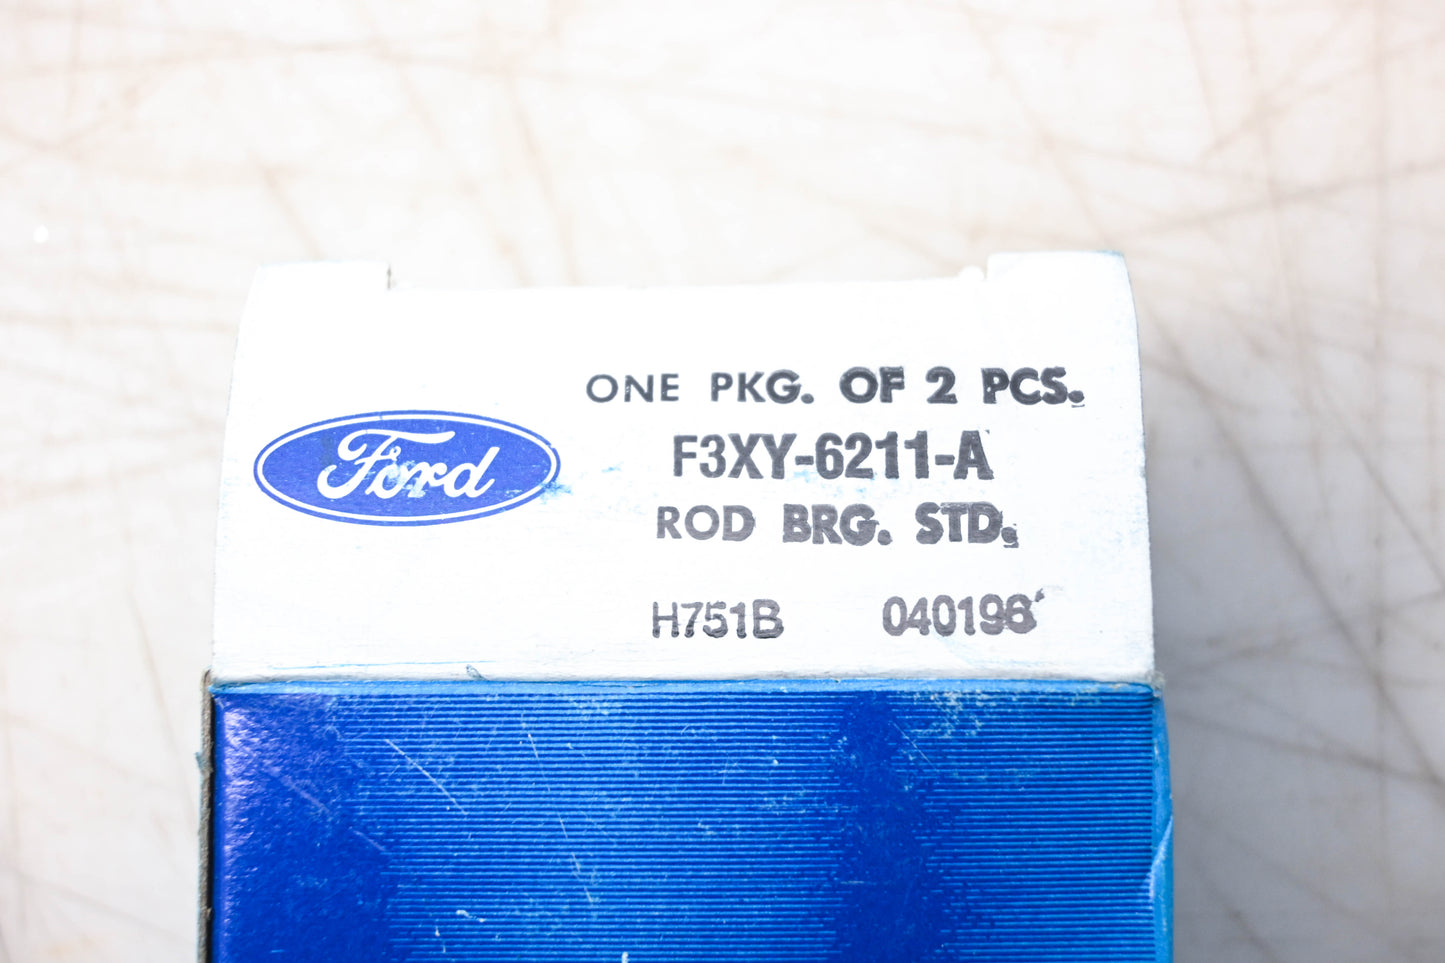 Ford
ONE PKG. OF 2 PCS.
F3XY-6211-A
ROD BRG. STD.
H751B 040196